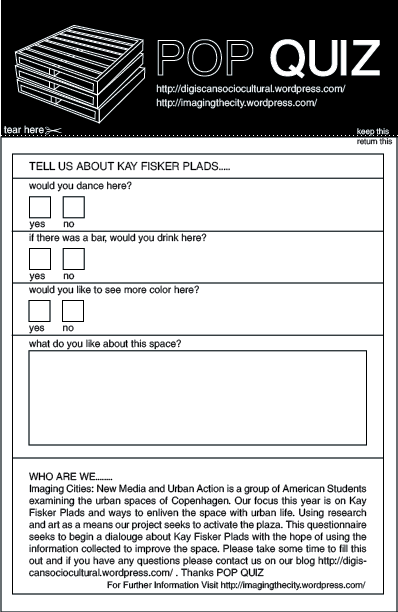 POP QUIZ
http://digiscansociocultural.wordpress.com/
http://imagingthecity.wordpress.com/
tear here
keep this
return this
TELL US ABOUT KAY FISKER PLADS.....
would you dance here?
yes no
if there was a bar, would you drink here?
yes no
would you like to see more color here?
yes no
what do you like about this space?
WHO ARE WE........
Imaging Cities: New Media and Urban Action is a group of American Students
examining the urban spaces of Copenhagen. Our focus this year is on Kay
Fisker Plads and ways to enliven the space with urban life. Using research
and art as a means our project seeks to activate the plaza. This questionnaire
seeks to begin a dialouge about Kay Fisker Plads with the hope of using the
information collected to improve the space. Please take some time to fill this
out and if you have any questions please contact us on our blog http://digis-
cansociocultural.wordpress.com/ . Thanks POP QUIZ
For Further Information Visit http://imagingthecity.wordpress.com/